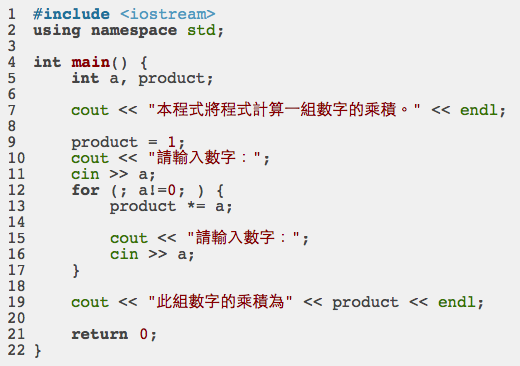 1 #include <iostream>
2 using namespace std;
3
4 int main() {
5     int a, product;
6
7     cout << "本程式將程式計算一組數字的乘積。" << endl;
8
9     product = 1;
10     cout << "請輸入數字：";
11     cin >> a;
12     for (; a!=0; ) {
13         product *= a;
14
15         cout << "請輸入數字：";
16         cin >> a;
17     }
18
19     cout << "此組數字的乘積為" << product << endl;
20
21     return 0;
22 }